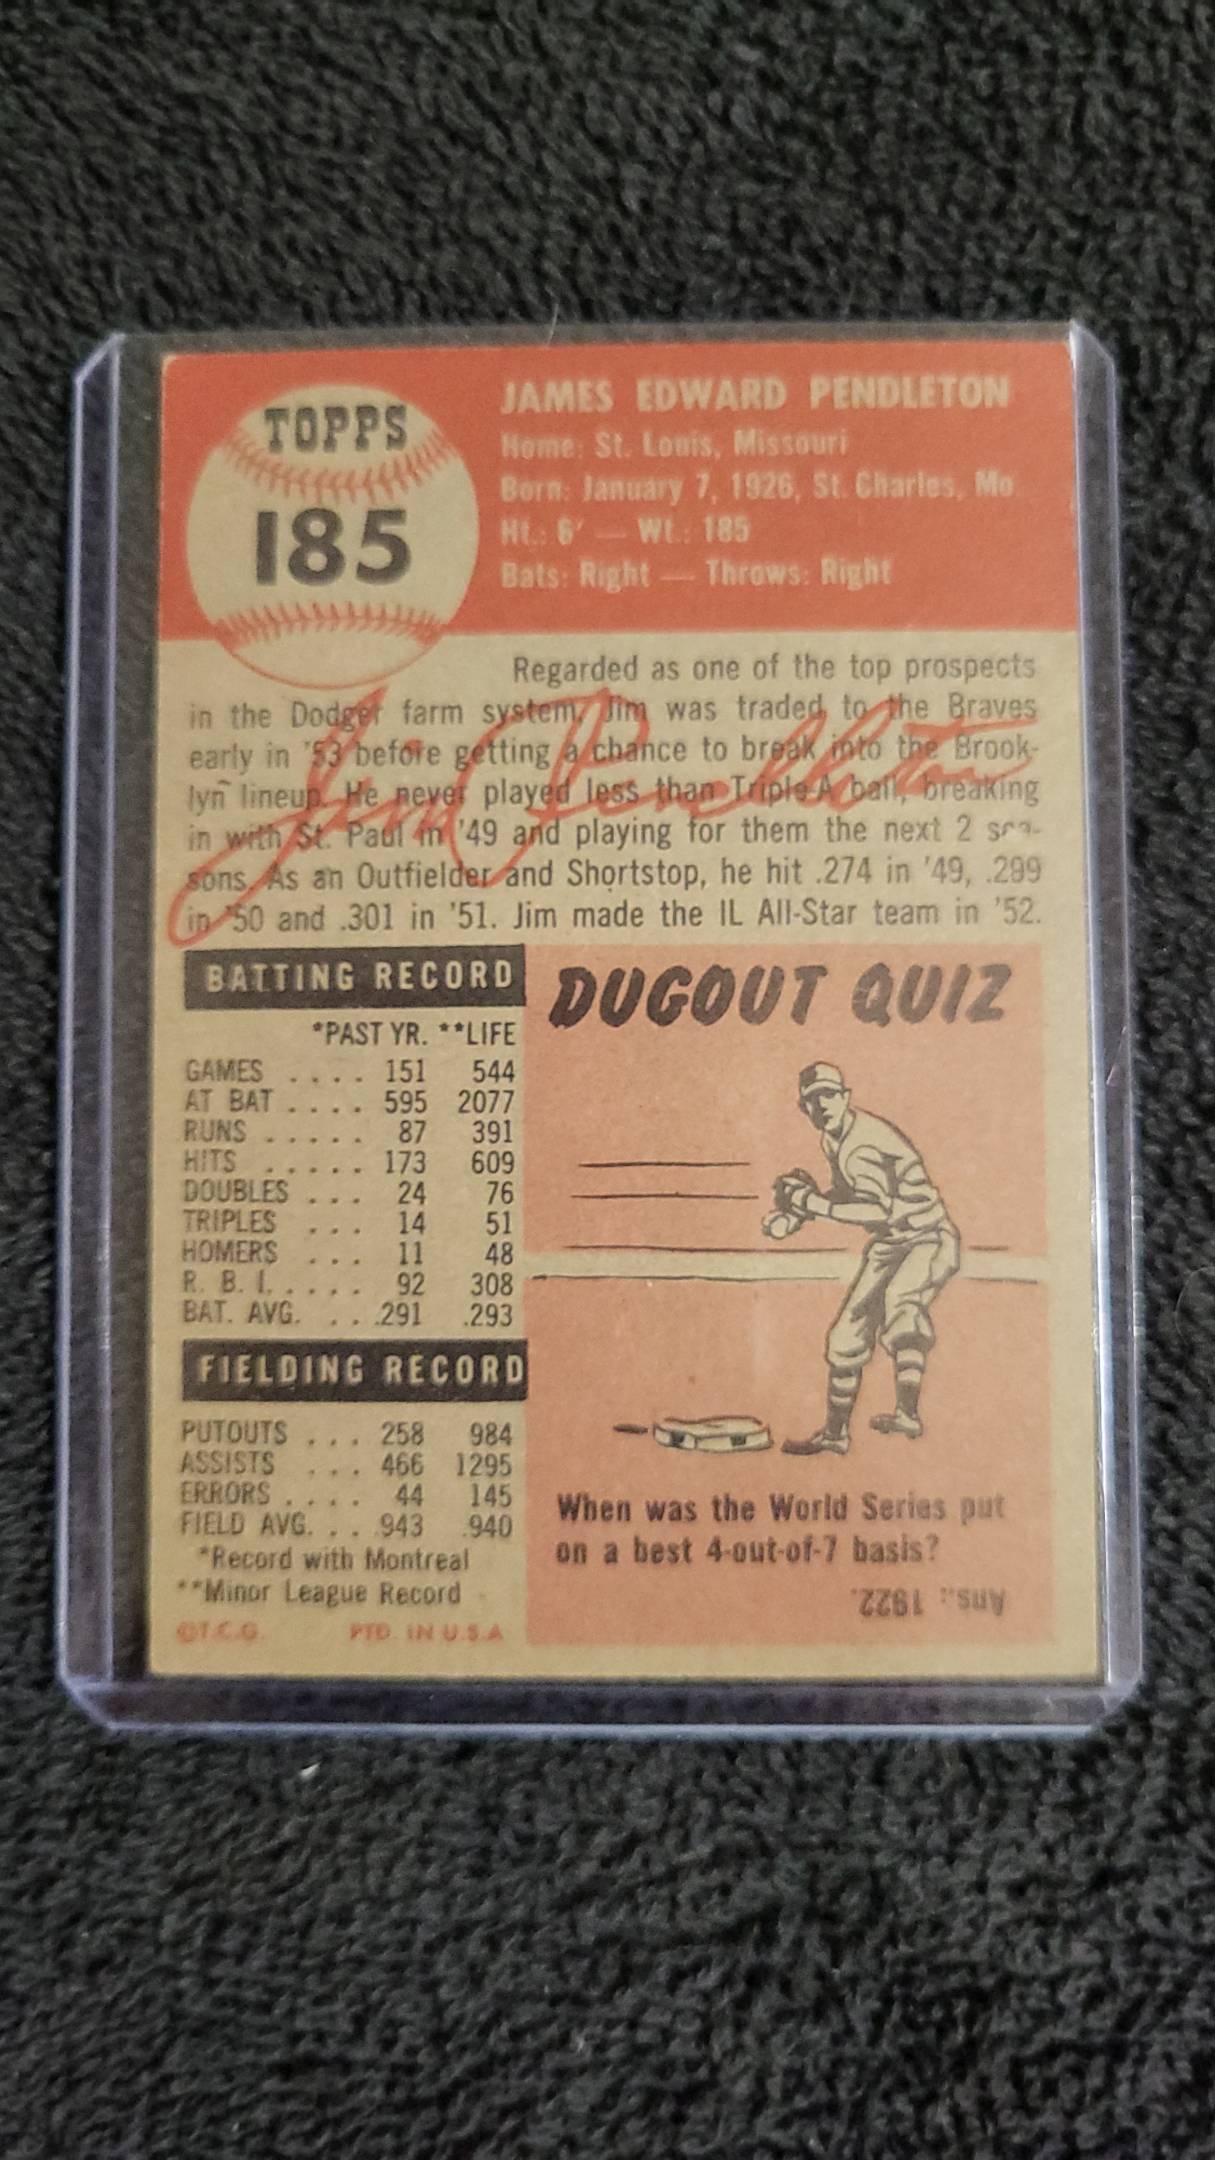 TOPPS
185
JAMES EDWARD PENDLETON
Home: St. Louis, Missouri
Born: January 7, 1926, St. Charles, Mo
Ht.: 6' — Wt.: 185
Bats: Right — Throws: Right
Regarded as one of the top prospects
in the Dodger farm system, Jim was traded to the Braves
early in '53 before getting a chance to break into the Brook-
lyn lineup. He never played less than Triple-A ball, breaking
in with St. Paul in '49 and playing for them the next 2 sea-
sons. As an Outfielder and Shortstop, he hit .274 in '49, .299
in '50 and .301 in '51. Jim made the IL All-Star team in '52.
Jim Pendleton
BATTING RECORD
*PAST YR. **LIFE
GAMES .... 151 544
AT BAT .... 595 2077
RUNS ..... 87 391
HITS ..... 173 609
DOUBLES ... 24 76
TRIPLES ... 14 51
HOMERS ... 11 48
R. B. I. .... 92 308
BAT. AVG. ... .291 .293
FIELDING RECORD
PUTOUTS ... 258 984
ASSISTS ... 466 1295
ERRORS .... 44 145
FIELD AVG. ... .943 .940
*Record with Montreal
**Minor League Record
©T.C.G. PTD. IN U.S.A
DUGOUT QUIZ
When was the World Series put
on a best 4-out-of-7 basis?
Ans.: 1922.